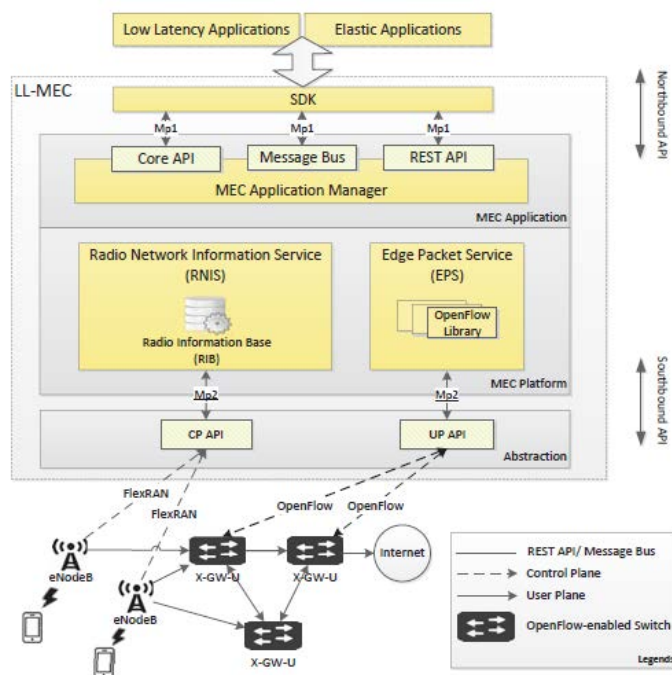 Low Latency Applications
Elastic Applications
LL-MEC
SDK
Northbound API
Mp1
Mp1
Mp1
Core API
Message Bus
REST API
MEC Application Manager
MEC Application
Radio Network Information Service
(RNIS)
Edge Packet Service
(EPS)
OpenFlow
Library
Radio Information Base
(RIB)
MEC Platform
Southbound API
Mp2
Mp2
CP API
UP API
Abstraction
FlexRAN
FlexRAN
OpenFlow
OpenFlow
eNodeB
X-GW-U
X-GW-U
Internet
eNodeB
X-GW-U
REST API/ Message Bus
Control Plane
User Plane
OpenFlow-enabled Switch
Legends